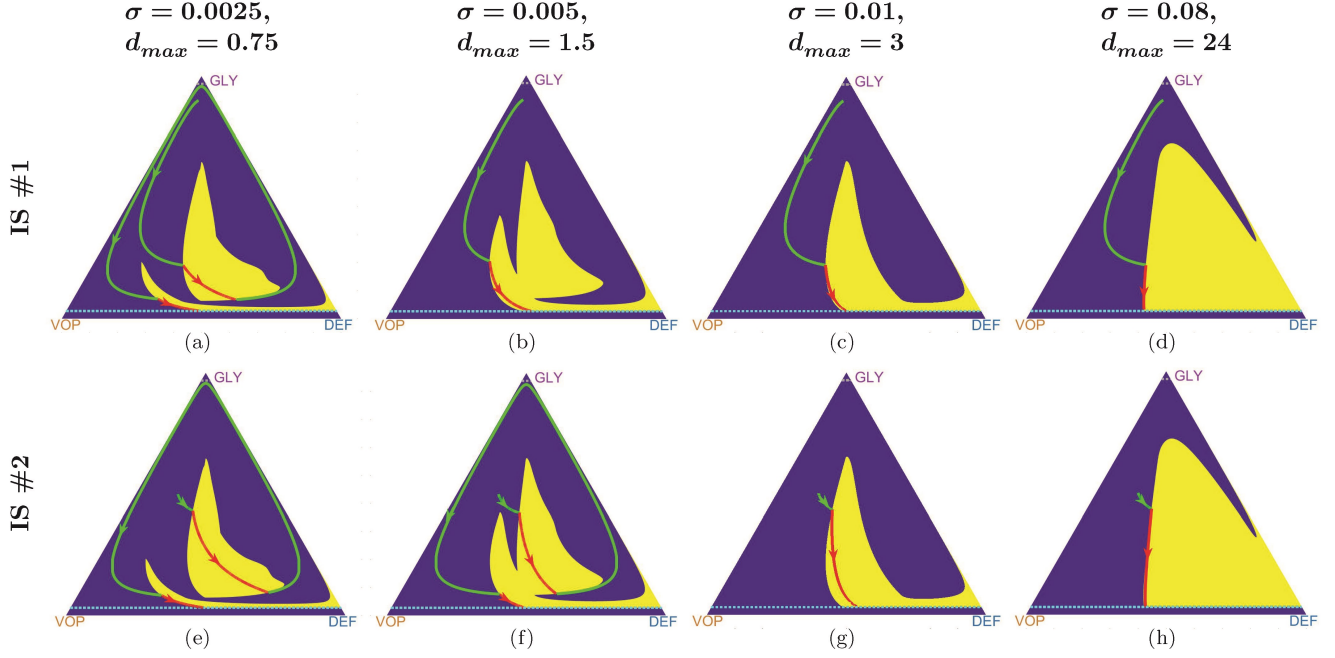 σ = 0.0025, σ = 0.005, σ = 0.01, σ = 0.08,
d_max = 0.75 d_max = 1.5 d_max = 3 d_max = 24
IS #1
GLY GLY GLY GLY
VOP DEF VOP DEF VOP DEF VOP DEF
(a) (b) (c) (d)
IS #2
GLY GLY GLY GLY
VOP DEF VOP DEF VOP DEF VOP DEF
(e) (f) (g) (h)